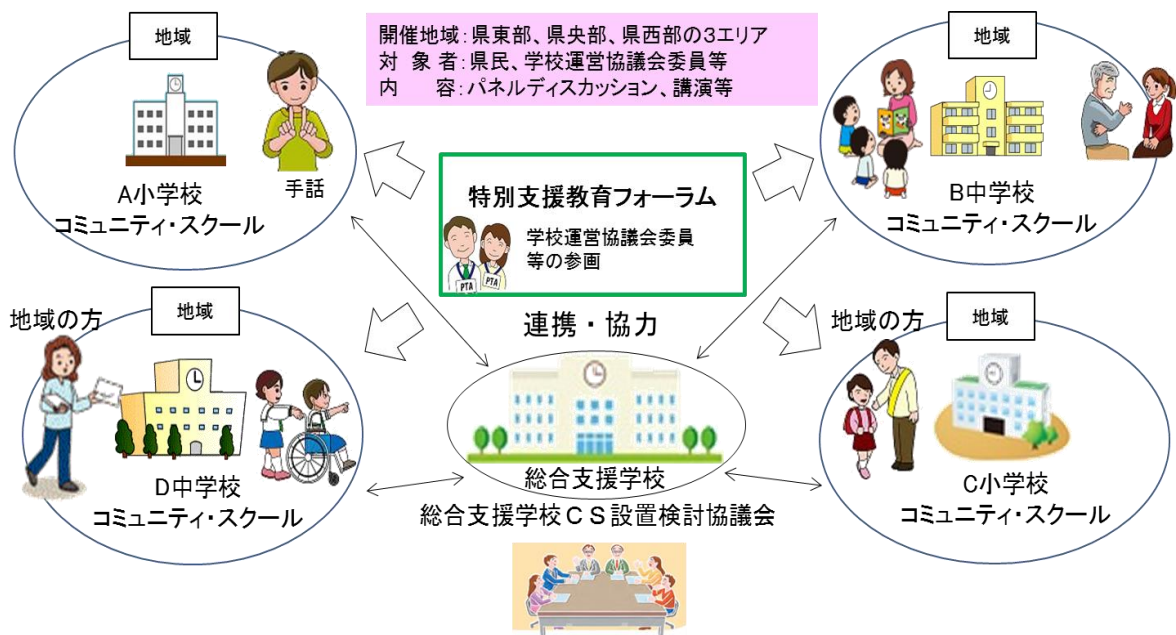 開催地域：県東部、県央部、県西部の３エリア
対　象　者：県民、学校運営協議会委員等
内　　　容：パネルディスカッション、講演等
地域
手話
A小学校
コミュニティ・スクール
地域
B中学校
コミュニティ・スクール
特別支援教育フォーラム
学校運営協議会委員
等の参画
PTA
PTA
連携・協力
地域の方
地域
D中学校
コミュニティ・スクール
地域の方
地域
C小学校
コミュニティ・スクール
総合支援学校
総合支援学校ＣＳ設置検討協議会